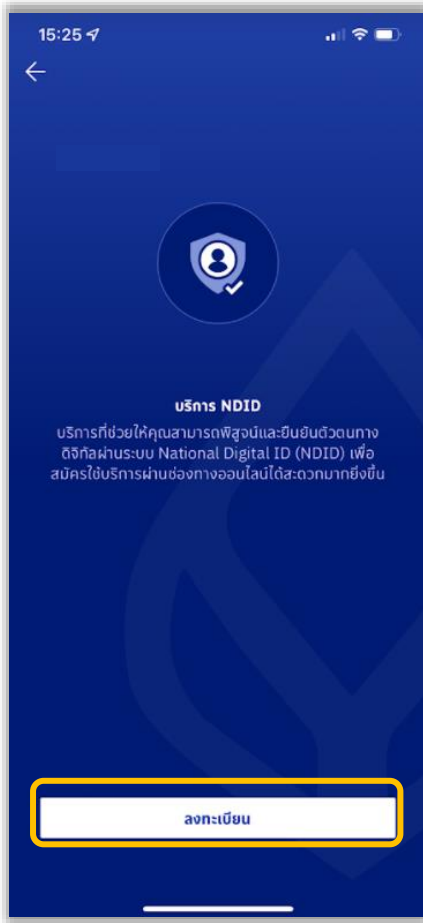 15:25
บริการ NDID
บริการที่ช่วยให้คุณสามารถพิสูจน์และยืนยันตัวตนทาง
ดิจิทัลผ่านระบบ National Digital ID (NDID) เพื่อ
สมัครใช้บริการผ่านช่องทางออนไลน์ได้สะดวกมากยิ่งขึ้น
ลงทะเบียน